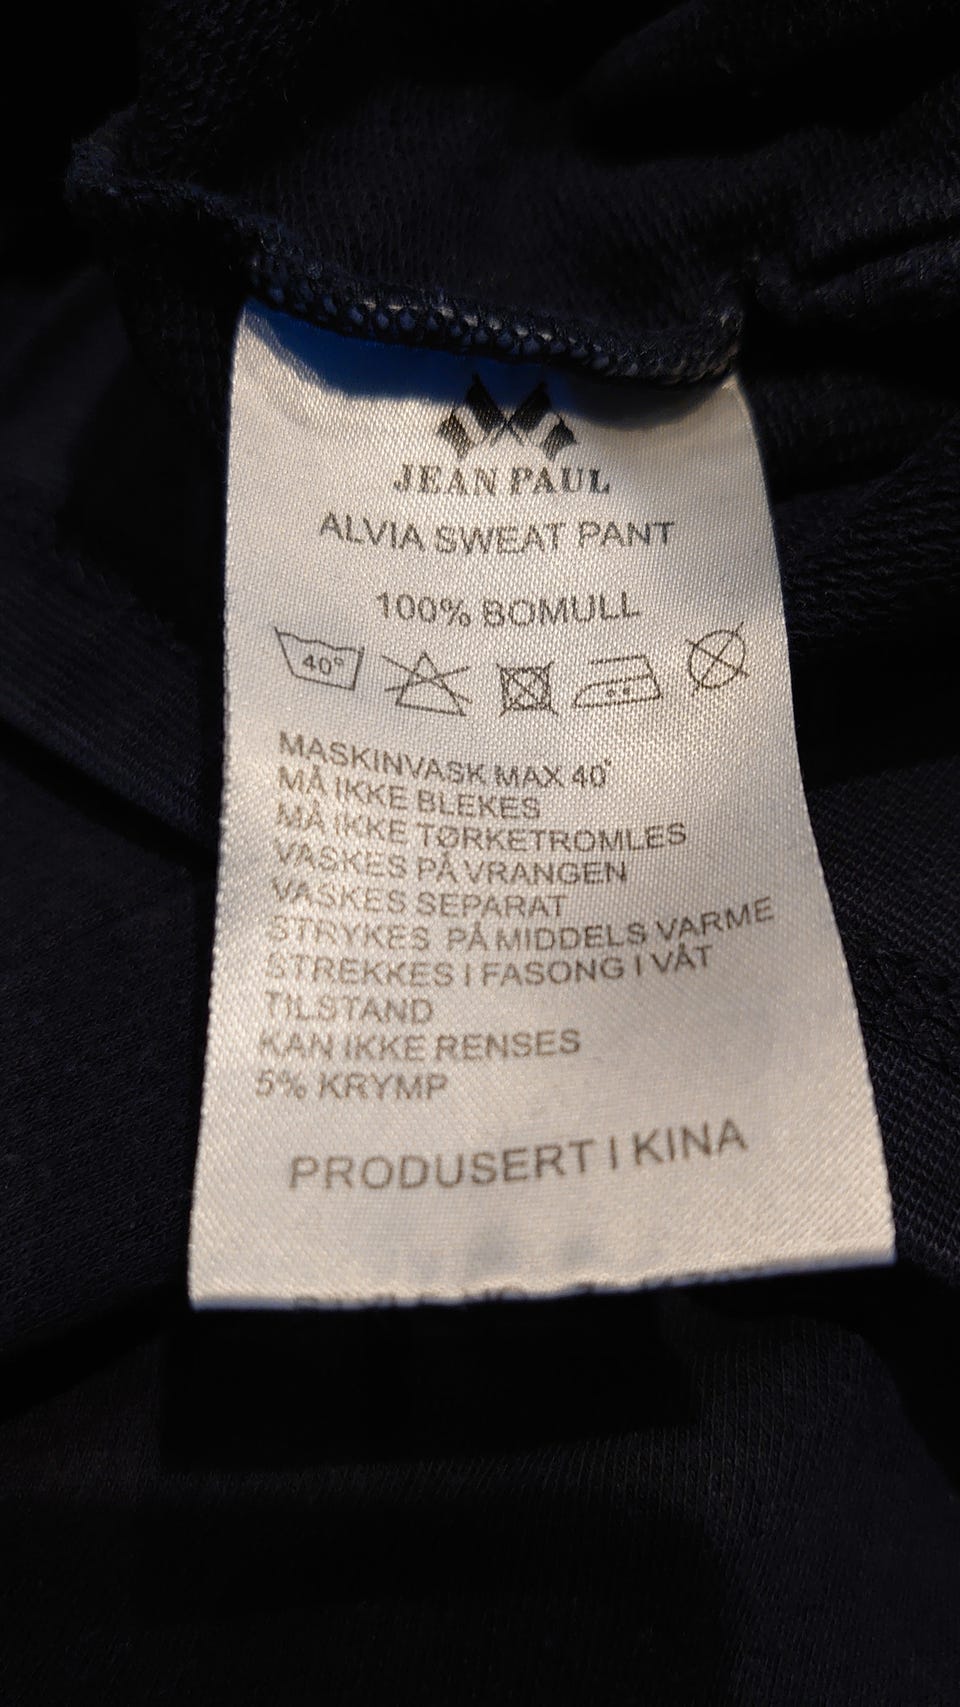 JEAN PAUL
ALVIA SWEAT PANT
100% BOMULL
40°
MASKINVASK MAX 40°
MÅ IKKE BLEKES
MÅ IKKE TØRKETROMLES
VASKES PÅ VRANGEN
VASKES SEPARAT
STRYKES PÅ MIDDELS VARME
STREKKES I FASONG I VÅT
TILSTAND
KAN IKKE RENSES
5% KRYMP
PRODUSERT I KINA